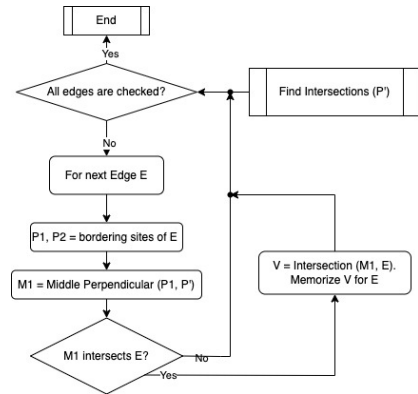 End
Yes
All edges are checked?
Find Intersections (P')
No
For next Edge E
P1, P2 = bordering sites of E
V = Intersection (M1, E).
Memorize V for E
M1 = Middle Perpendicular (P1, P')
M1 intersects E?
No
Yes